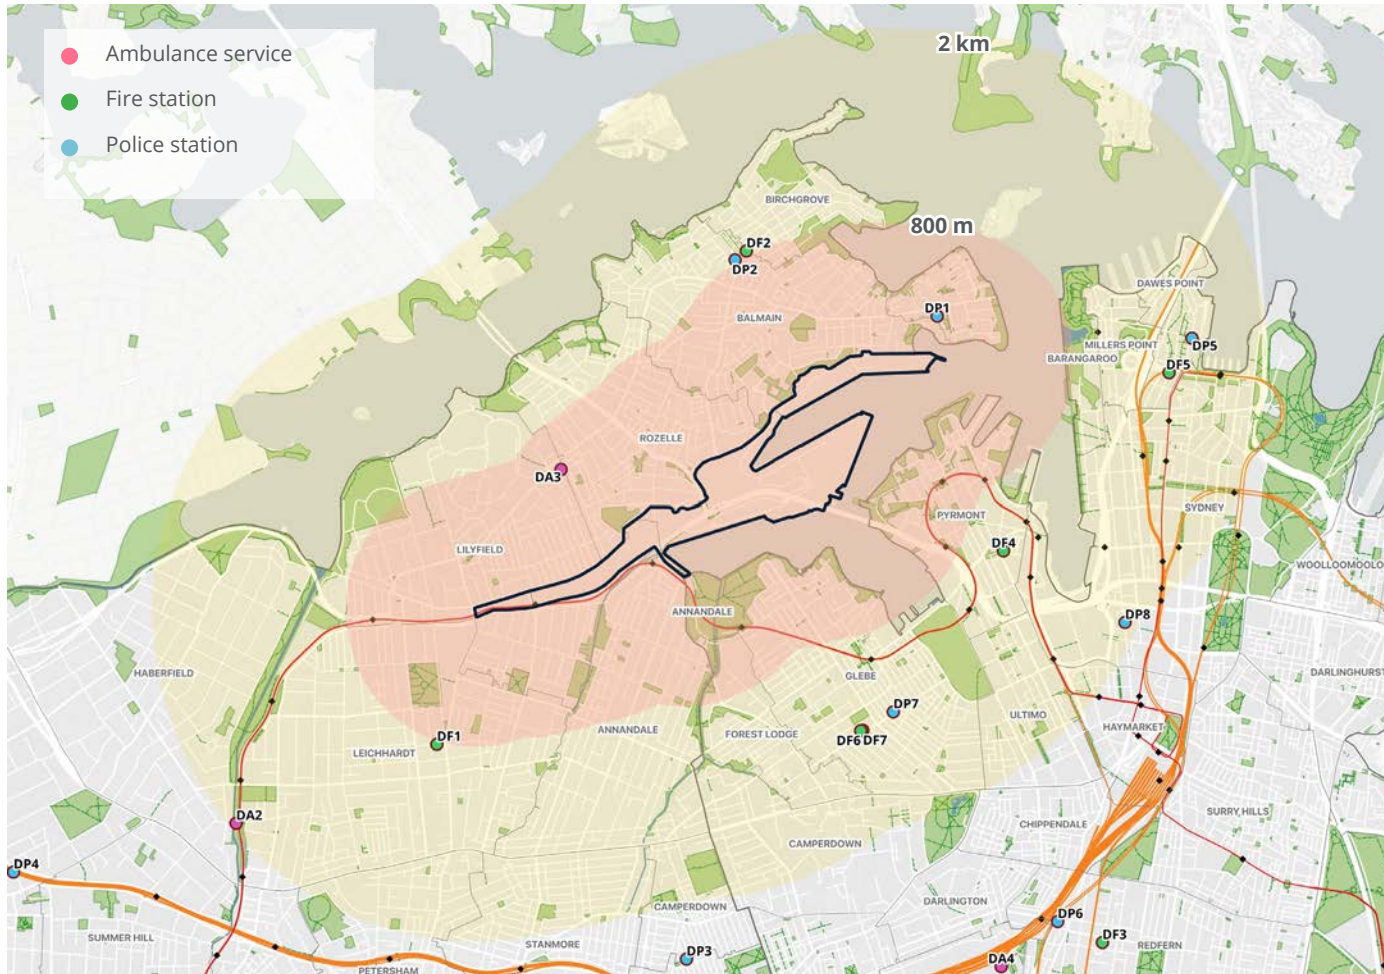 Ambulance service
Fire station
Police station
2 km
800 m
BIRCHGROVE
DF2
DP2
DP1
BALMAIN
DAWES POINT
MILLERS POINT
BARANGAROO
DP5
DF5
ROZELLE
DA3
LILYFIELD
PYRMONT
SYDNEY
DF4
WOOLLOOMOOLO
ANNANDALE
DP8
HABERFIELD
GLEBE
DARLINGHURST
DP7
ULTIMO
HAYMARKET
DF1
LEICHHARDT
ANNANDALE
FOREST LODGE
DF6 DF7
DA2
SURRY HILLS
CHIPPENDALE
CAMPERDOWN
DP4
DARLINGTON
CAMPERDOWN
DP6
SUMMER HILL
STANMORE
DP3
DF3
REDFERN
DA4
PETERSHAM